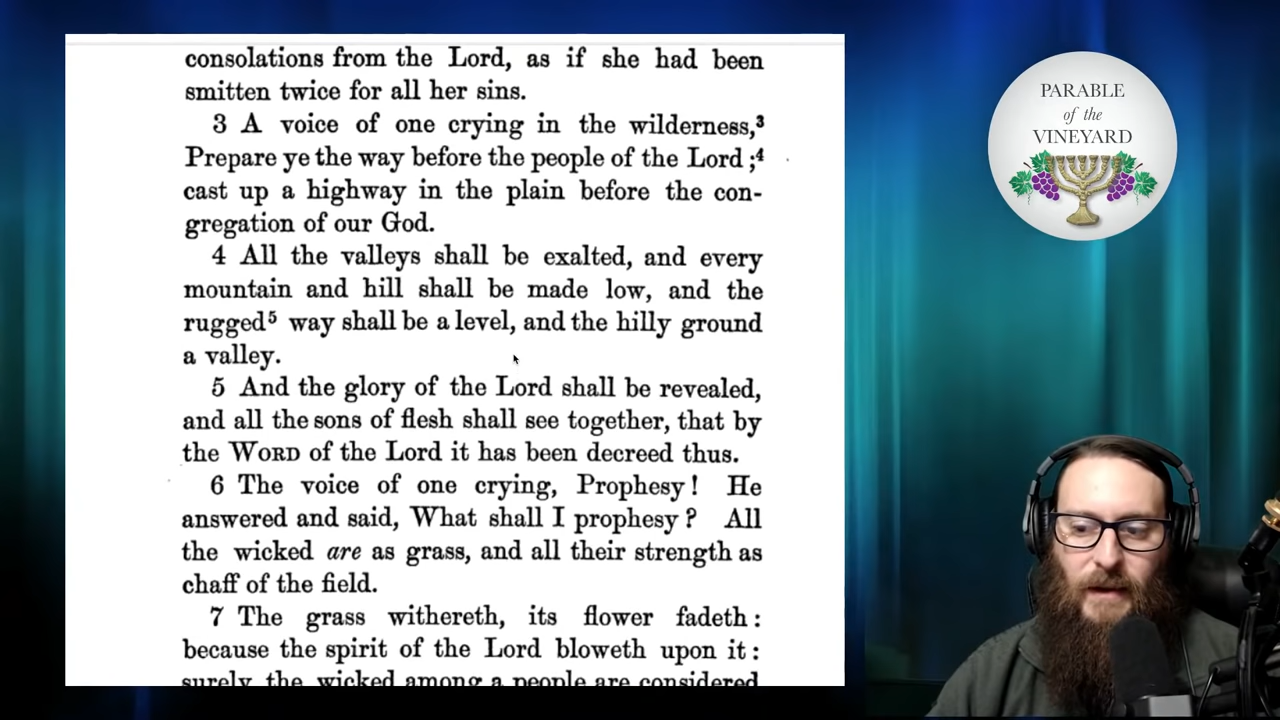 consolations from the Lord, as if she had been
smitten twice for all her sins.
3 A voice of one crying in the wilderness,³
Prepare ye the way before the people of the Lord ;⁴
cast up a highway in the plain before the con-
gregation of our God.
4 All the valleys shall be exalted, and every
mountain and hill shall be made low, and the
rugged⁵ way shall be a level, and the hilly ground
a valley.
5 And the glory of the Lord shall be revealed,
and all the sons of flesh shall see together, that by
the WORD of the Lord it has been decreed thus.
6 The voice of one crying, Prophesy! He
answered and said, What shall I prophesy? All
the wicked are as grass, and all their strength as
chaff of the field.
7 The grass withereth, its flower fadeth:
because the spirit of the Lord bloweth upon it:
surely the wicked among a people are considered
PARABLE
of the
VINEYARD